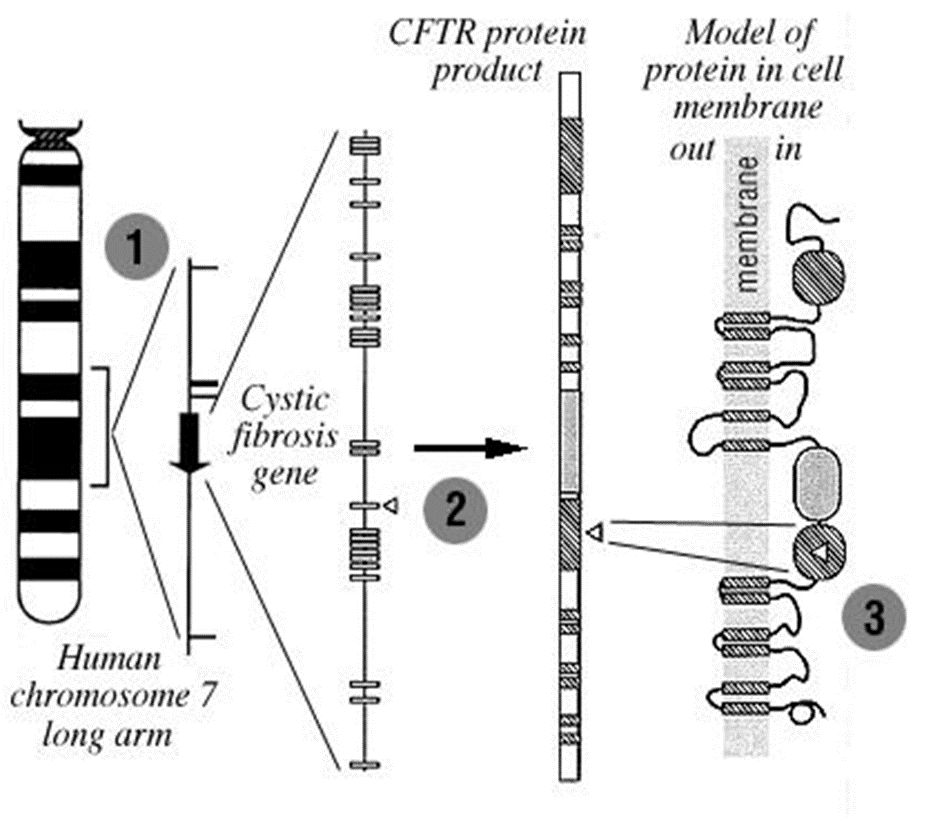 CFTR protein
product
Model of
protein in cell
membrane
out in
membrane
1
Cystic
fibrosis
gene
2
3
Human
chromosome 7
long arm